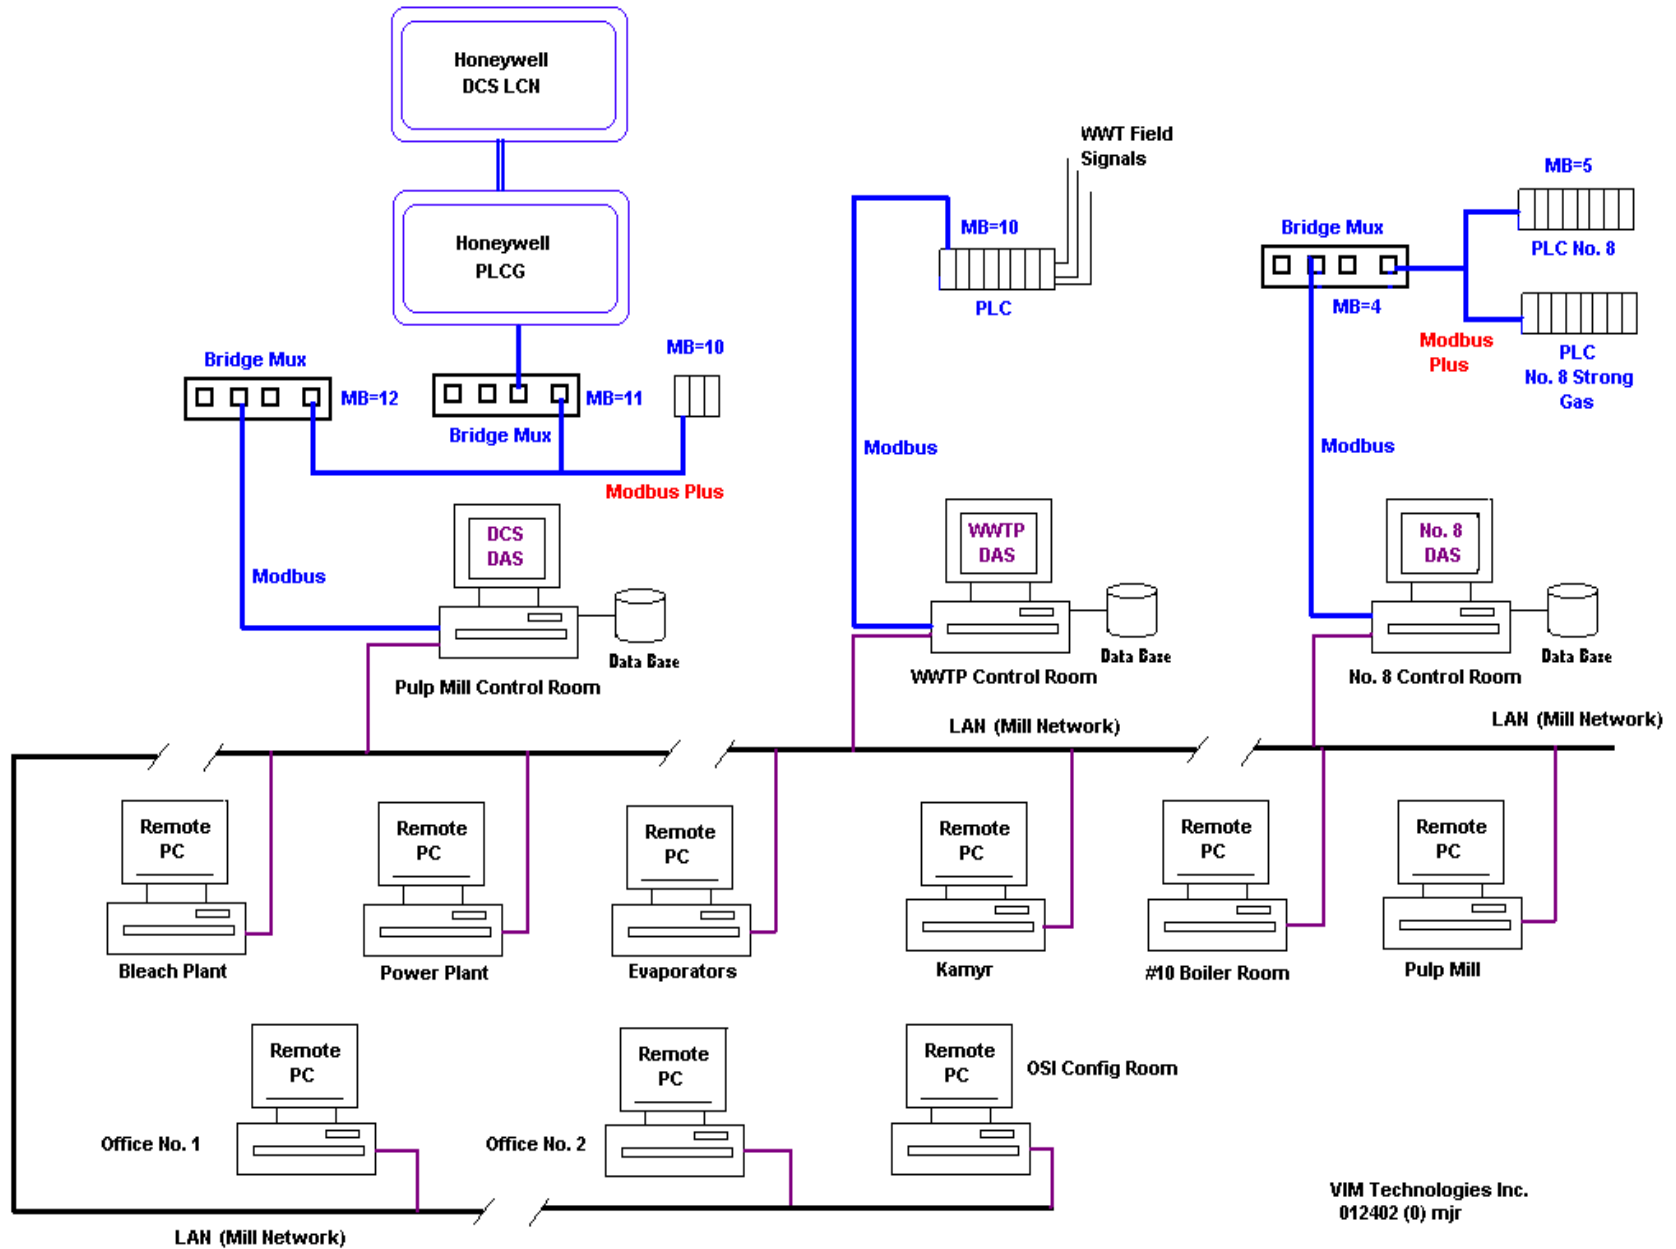 Honeywell
DCS LCN
WWT Field
Signals
MB=5
Honeywell
PLCG
MB=10
Bridge Mux
PLC No. 8
PLC
MB=4
Modbus
Plus
PLC
No. 8 Strong
Gas
Bridge Mux
MB=10
MB=12
MB=11
Bridge Mux
Modbus Plus
Modbus
Modbus
DCS
DAS
WWTP
DAS
No. 8
DAS
Modbus
Data Base
Data Base
Data Base
Pulp Mill Control Room
WWTP Control Room
No. 8 Control Room
LAN (Mill Network)
LAN (Mill Network)
Remote
PC
Remote
PC
Remote
PC
Remote
PC
Remote
PC
Remote
PC
Bleach Plant
Power Plant
Evaporators
Kamyr
#10 Boiler Room
Pulp Mill
Remote
PC
Remote
PC
Remote
PC
OSI Config Room
Office No. 1
Office No. 2
VIM Technologies Inc.
012402 (0) mjr
LAN (Mill Network)